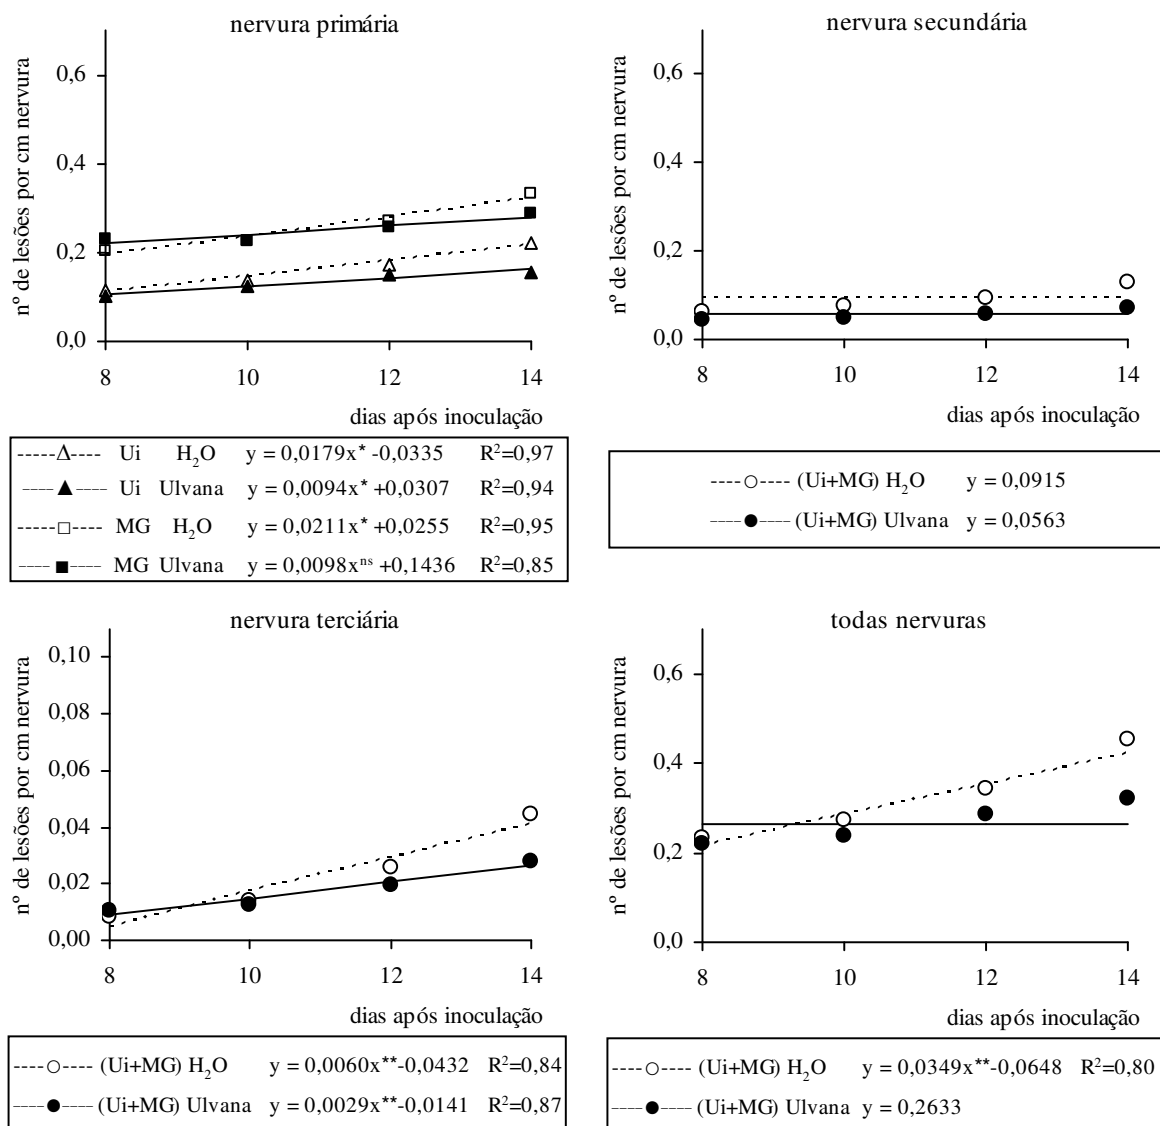 nervura primária
nº de lesões por cm nervura
0,6
0,4
0,2
0,0
8 10 12 14
dias após inoculação
Ui H₂O y = 0,0179x* -0,0335 R²=0,97
Ui Ulvana y = 0,0094x* +0,0307 R²=0,94
MG H₂O y = 0,0211x* +0,0255 R²=0,95
MG Ulvana y = 0,0098xⁿˢ +0,1436 R²=0,85
nervura secundária
nº de lesões por cm nervura
0,6
0,4
0,2
0,0
8 10 12 14
dias após inoculação
(Ui+MG) H₂O y = 0,0915
(Ui+MG) Ulvana y = 0,0563
nervura terciária
nº de lesões por cm nervura
0,10
0,08
0,06
0,04
0,02
0,00
8 10 12 14
dias após inoculação
(Ui+MG) H₂O y = 0,0060x**-0,0432 R²=0,84
(Ui+MG) Ulvana y = 0,0029x**-0,0141 R²=0,87
todas nervuras
nº de lesões por cm nervura
0,6
0,4
0,2
0,0
8 10 12 14
dias após inoculação
(Ui+MG) H₂O y = 0,0349x**-0,0648 R²=0,80
(Ui+MG) Ulvana y = 0,2633